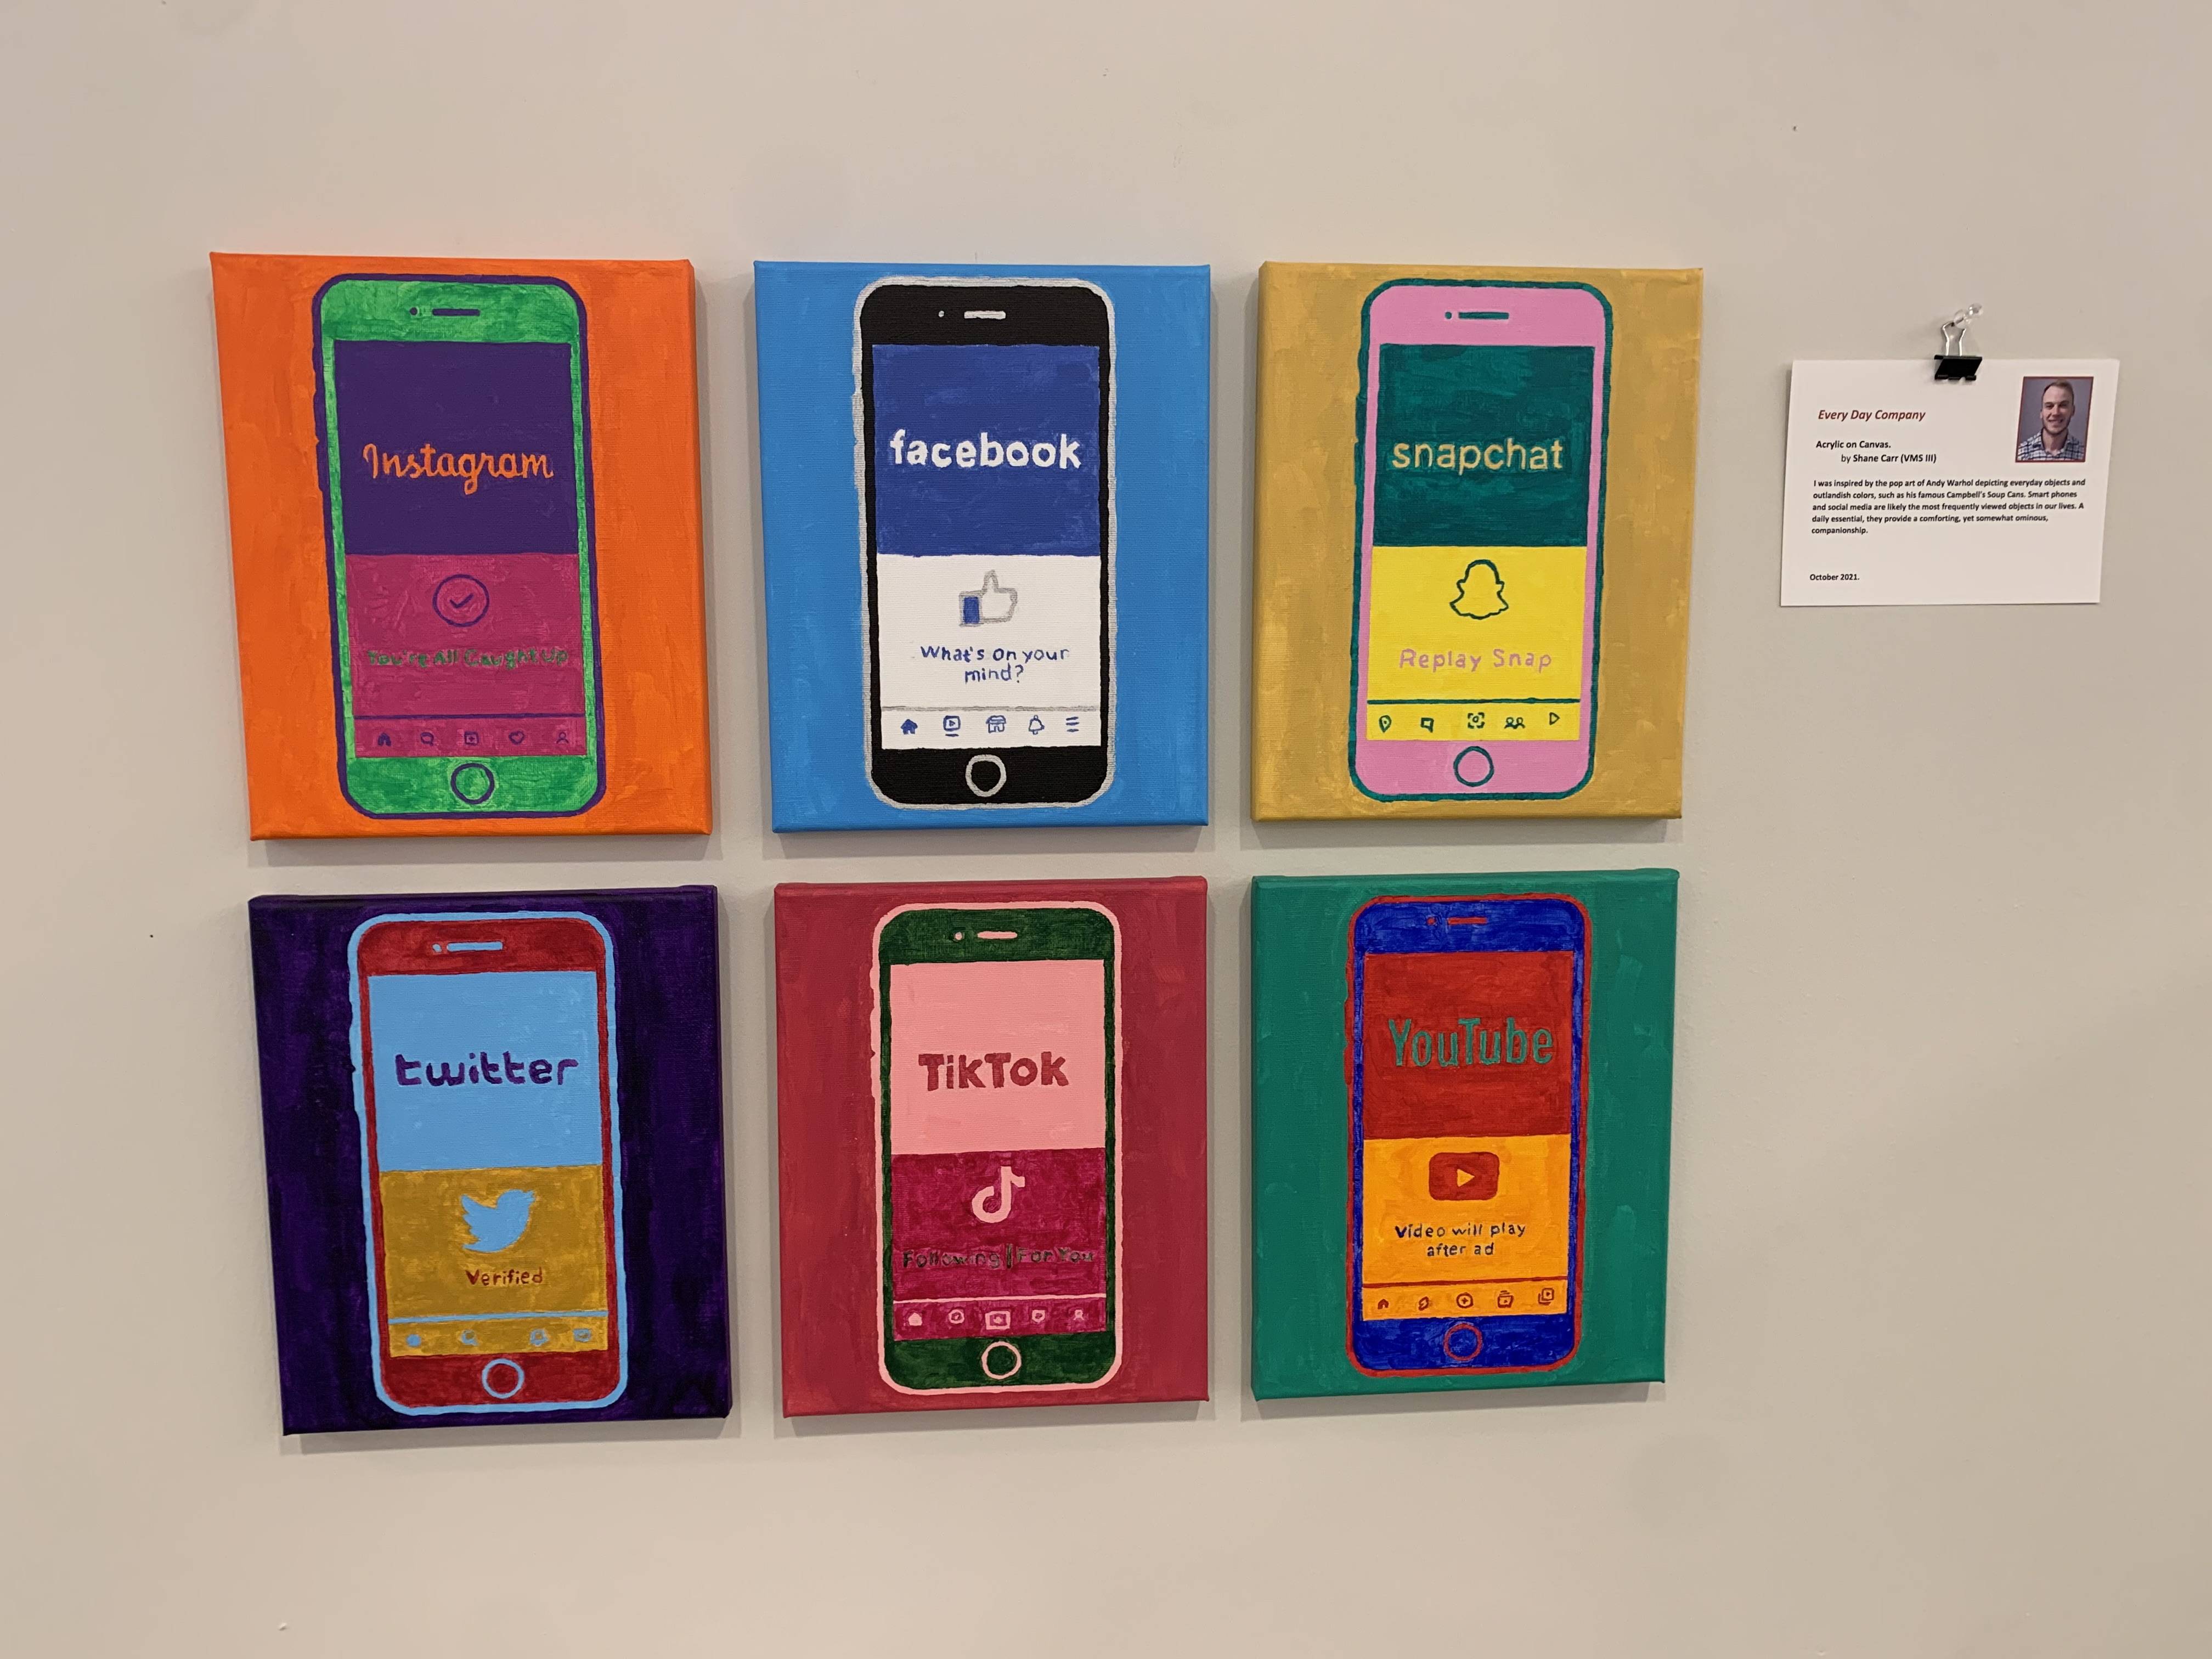 Instagram
You're All Caught Up
facebook
What's on your
mind?
snapchat
Replay Snap
Every Day Company
Acrylic on Canvas.
by Shane Carr (VMS III)
I was inspired by the pop art of Andy Warhol depicting everyday objects and
outlandish colors, such as his famous Campbell's Soup Cans. Smart phones
and social media are likely the most frequently viewed objects in our lives. A
daily essential, they provide a comforting, yet somewhat ominous,
companionship.
October 2021.
twitter
Verified
TikTok
Following|For You
YouTube
Video will play
after ad